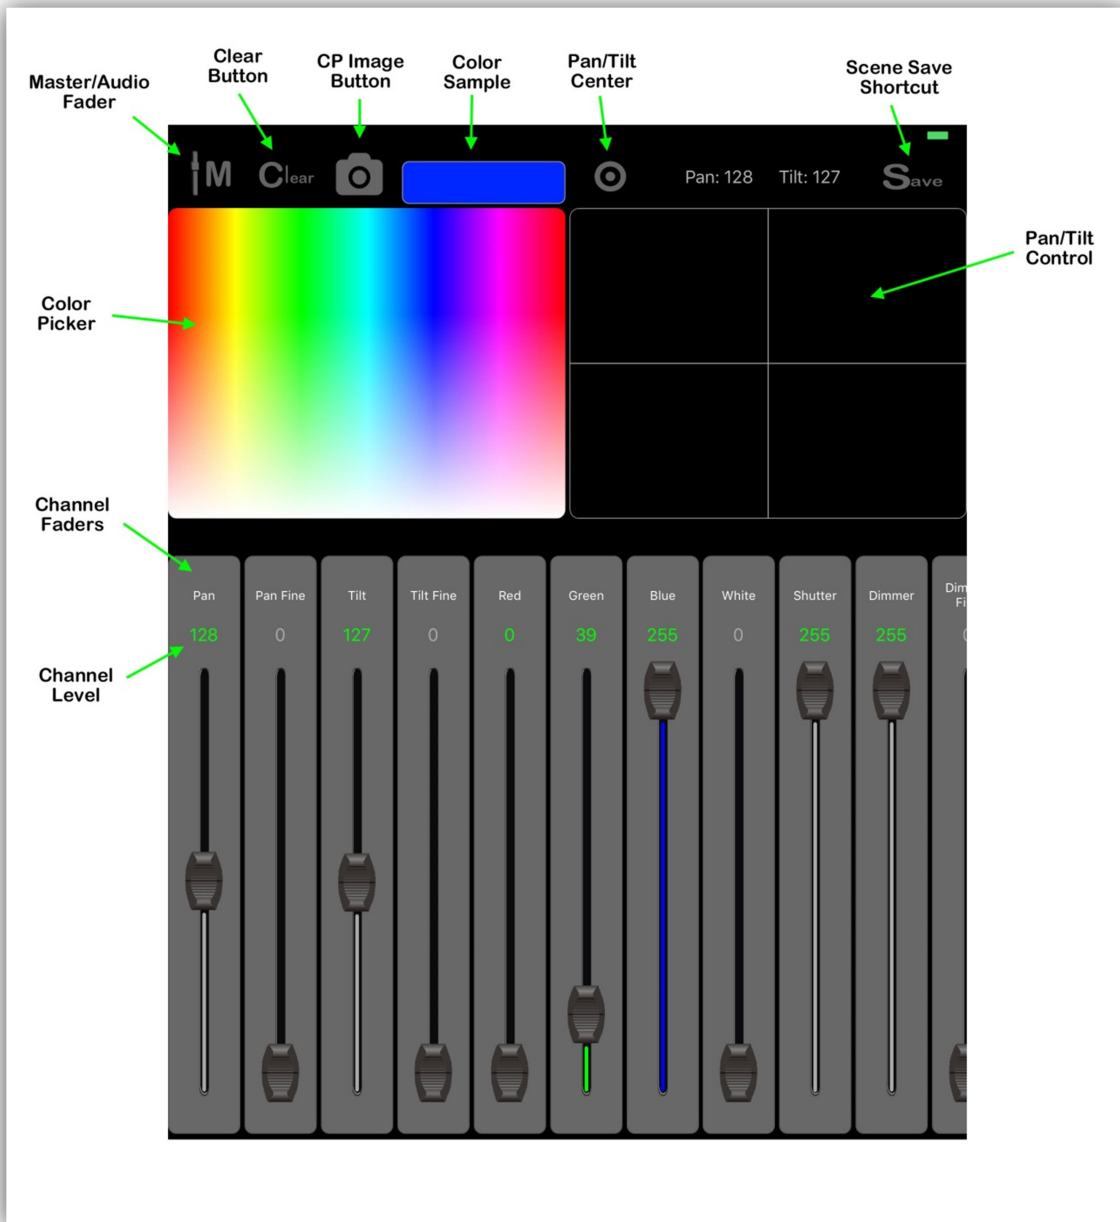 Clear
Button
CP Image
Button
Color
Sample
Pan/Tilt
Center
Scene Save
Shortcut
Master/Audio
Fader
M
Clear
Pan: 128
Tilt: 127
Save
Pan/Tilt
Control
Color
Picker
Channel
Faders
Pan
Pan Fine
Tilt
Tilt Fine
Red
Green
Blue
White
Shutter
Dimmer
128
0
127
0
0
39
255
0
255
255
Channel
Level